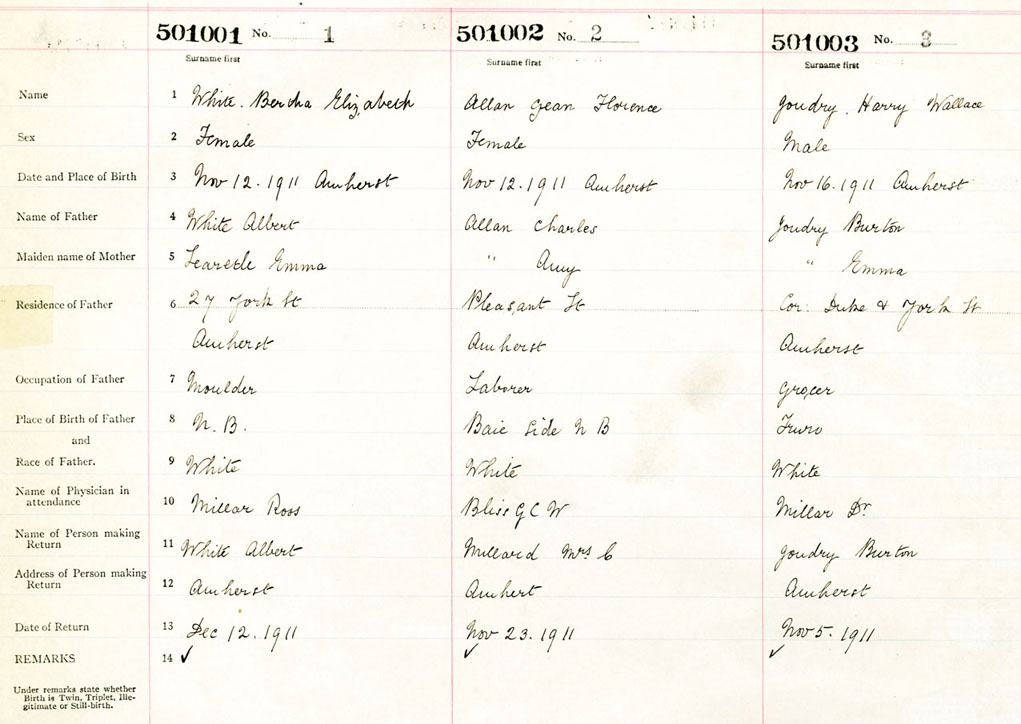 501001 No. 1 501002 No. 2 501003 No. 3
Surname first Surname first Surname first
Name 1 White. Bertha Elizabeth Allan Jean Florence Joudry. Harry Wallace
Sex 2 Female Female Male
Date and Place of Birth 3 Nov 12. 1911 Amherst Nov 12. 1911 Amherst Nov 16. 1911 Amherst
Name of Father 4 White Albert Allan Charles Joudry Burton
Maiden name of Mother 5 Emma " Amy " Emma
Residence of Father 6 27 York St Pleasant St Cor: Duke & York St
Amherst Amherst Amherst
Occupation of Father 7 Moulder Laborer Grocer
Place of Birth of Father 8 N. B. Baie Side N B Truro
and
Race of Father. 9 White White White
Name of Physician in
attendance 10 Millar Ross Bliss G C W Millar Dr
Name of Person making
Return 11 White Albert Millard Mrs C Joudry Burton
Address of Person making
Return 12 Amherst Amhert Amherst
Date of Return 13 Dec 12. 1911 Nov 23. 1911 Nov 5. 1911
REMARKS 14 ✓ ✓ ✓
Under remarks state whether
Birth is Twin, Triplet, Ille-
gitimate or Still-birth.